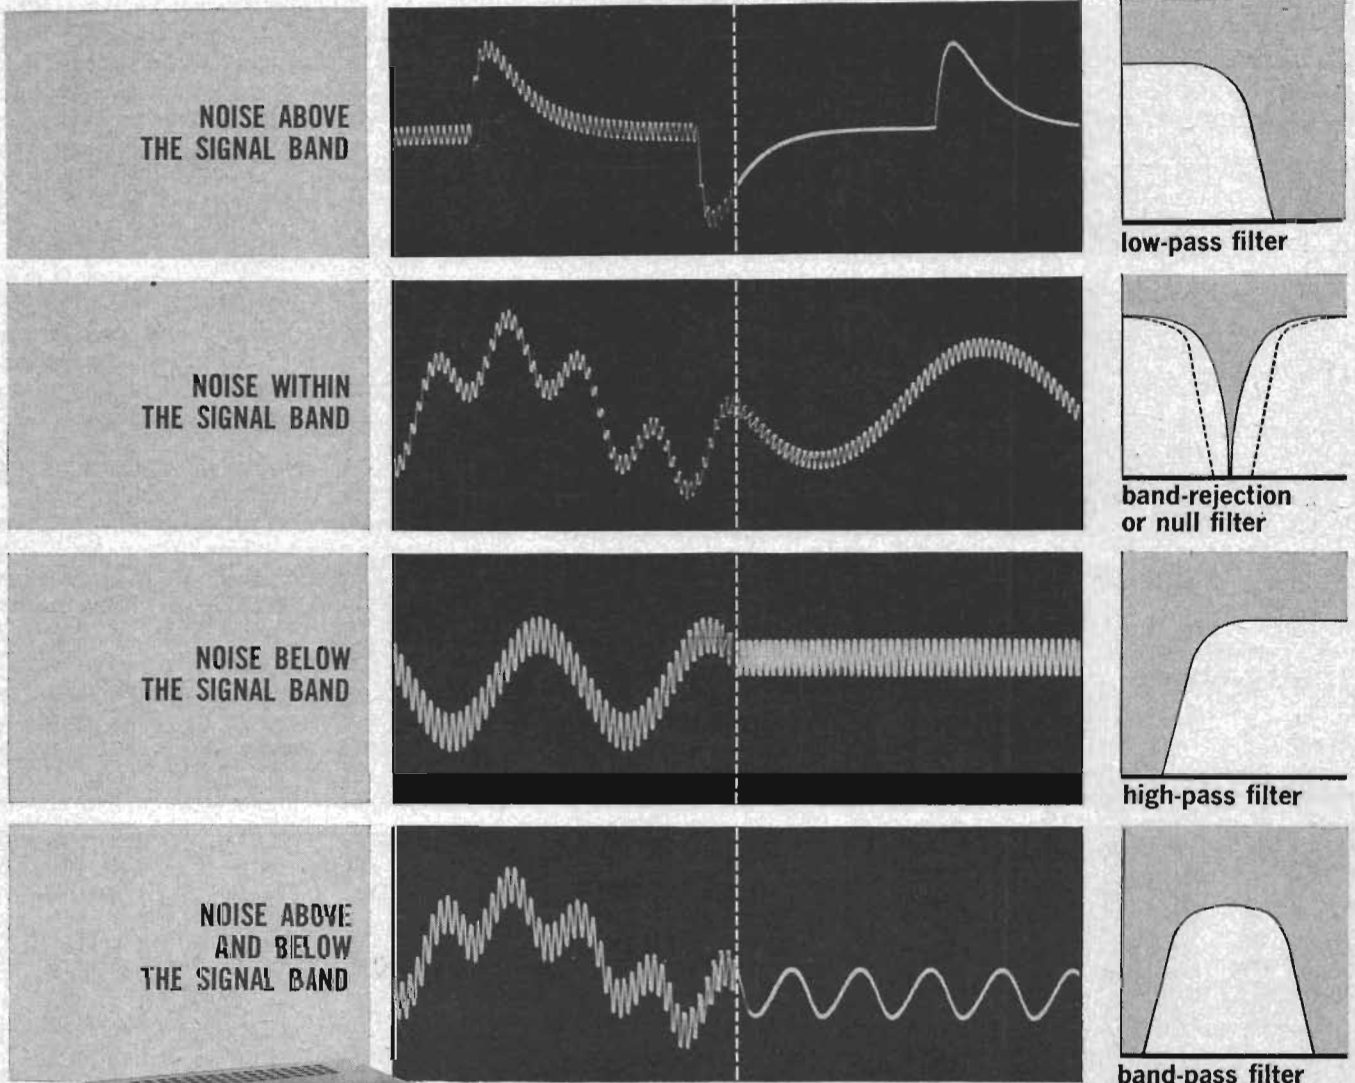 NOISE ABOVE
THE SIGNAL BAND
low-pass filter
NOISE WITHIN
THE SIGNAL BAND
band-rejection
or null filter
NOISE BELOW
THE SIGNAL BAND
high-pass filter
NOISE ABOVE
AND BELOW
THE SIGNAL BAND
band-pass filter